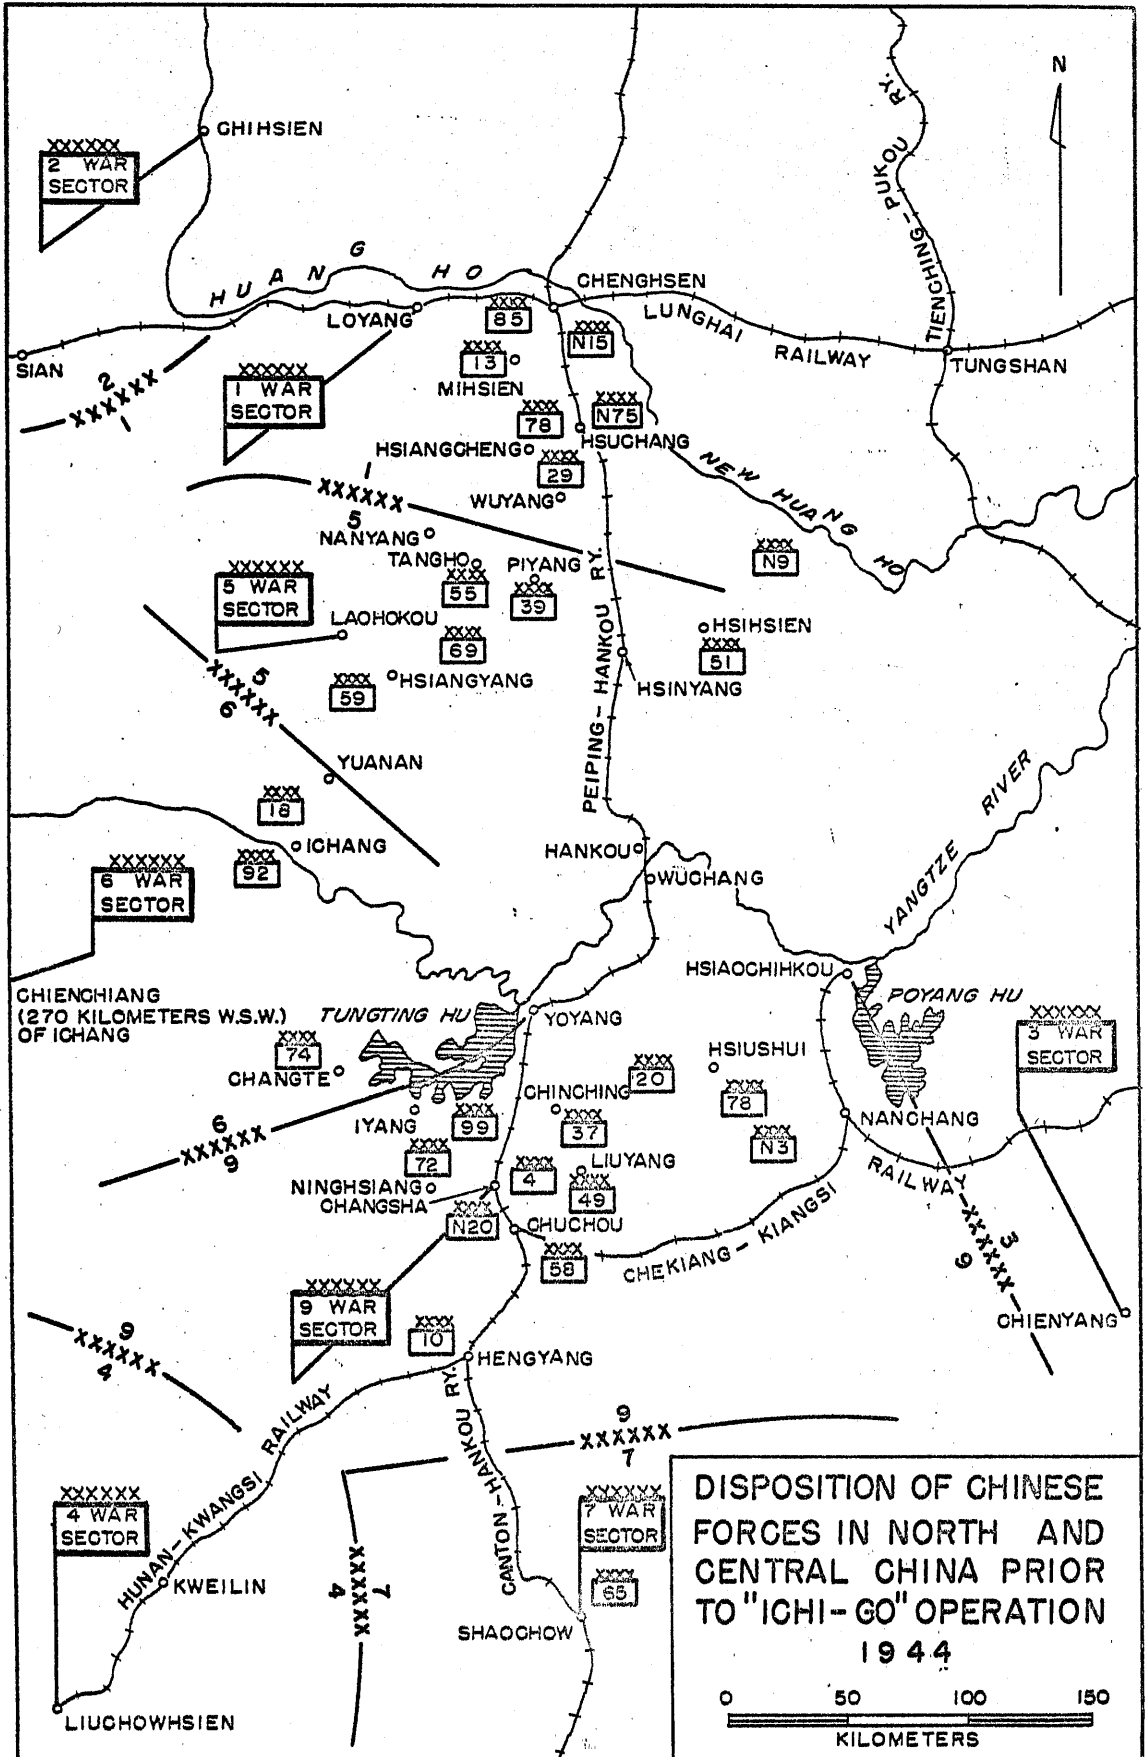 N
CHIHSIEN
XXXXXX
2 WAR
SECTOR
TIENCHING-PUKOU RY.
HUANG HO
CHENGHSEN
LOYANG
XXXX
85
LUNGHAI RAILWAY
XXXX
N15
SIAN
XXXX
13
MIHSIEN
TUNGSHAN
2
XXXXXX
1
XXXXXX
1 WAR
SECTOR
XXXX
78
XXXX
N75
HSUCHANG
HSIANGCHENG
XXXX
29
WUYANG
NEW HUANG HO
1
XXXXXX
5
NANYANG
TANGHO
XXXX
55
PIYANG
XXXX
39
XXXX
N9
XXXXXX
5 WAR
SECTOR
LAOHOKOU
XXXX
69
HSIHSIEN
XXXX
51
HSIANGYANG
XXXX
59
HSINYANG
5
XXXXXX
6
PEIPING-HANKOU RY.
YUANAN
XXXX
18
ICHANG
XXXX
92
HANKOU
WUCHANG
YANGTZE RIVER
XXXXXX
6 WAR
SECTOR
CHIENCHIANG
(270 KILOMETERS W.S.W.)
OF ICHANG
HSIAOCHIHKOU
POYANG HU
TUNGTING HU
YOYANG
XXXXXX
3 WAR
SECTOR
XXXX
74
CHANGTE
HSIUSHUI
XXXX
20
XXXX
78
CHINCHING
XXXX
37
IYANG
XXXX
99
NANCHANG
XXXX
N3
6
XXXXXX
9
XXXX
72
LIUYANG
XXXX
4
XXXX
49
NINGHSIANG
CHANGSHA
XXXX
N20
CHUCHOU
XXXX
58
CHEKIANG-KIANGSI RAILWAY
3
XXXXXX
9
CHIENYANG
XXXXXX
9 WAR
SECTOR
XXXX
10
HENGYANG
9
XXXXXX
4
HUNAN-KWANGSI RAILWAY
CANTON-HANKOU RY.
9
XXXXXX
7
XXXXXX
4 WAR
SECTOR
KWEILIN
7
XXXXXX
4
XXXXXX
7 WAR
SECTOR
XXXX
65
SHAOCHOW
LIUCHOWHSIEN
DISPOSITION OF CHINESE
FORCES IN NORTH AND
CENTRAL CHINA PRIOR
TO "ICHI-GO" OPERATION
1944
0 50 100 150
KILOMETERS